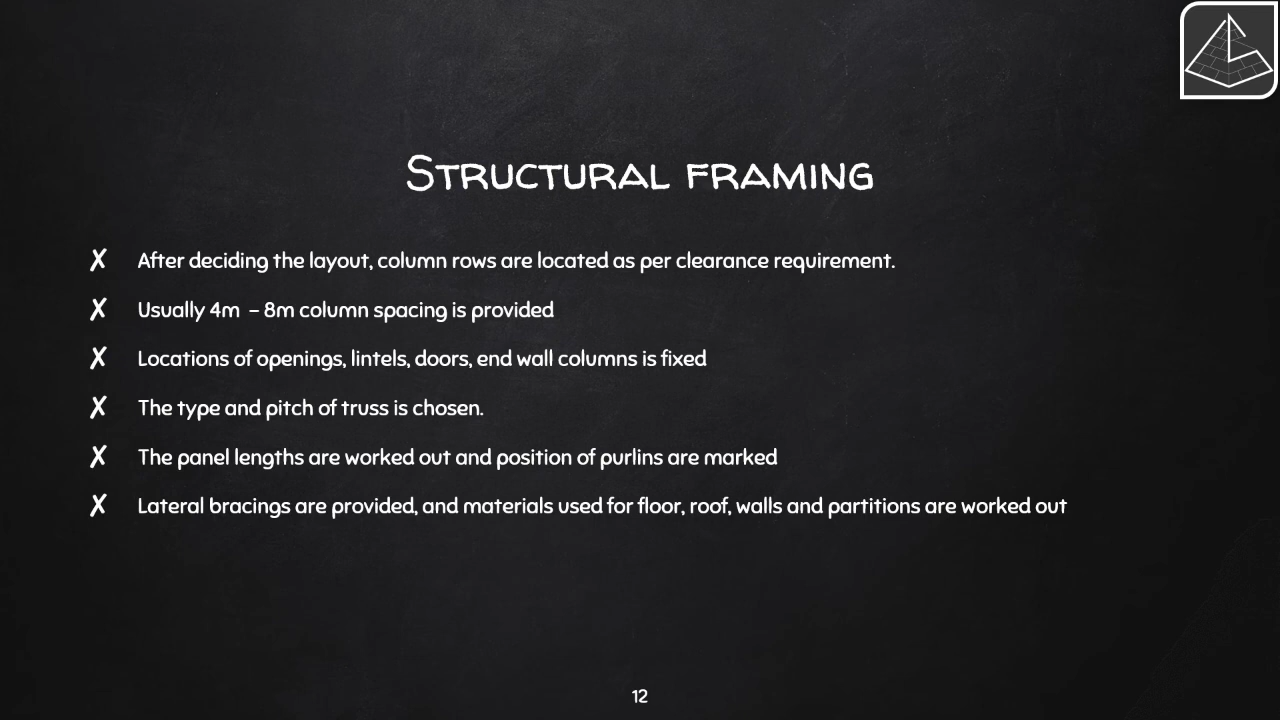 Structural framing
✗ After deciding the layout, column rows are located as per clearance requirement.
✗ Usually 4m – 8m column spacing is provided
✗ Locations of openings, lintels, doors, end wall columns is fixed
✗ The type and pitch of truss is chosen.
✗ The panel lengths are worked out and position of purlins are marked
✗ Lateral bracings are provided, and materials used for floor, roof, walls and partitions are worked out
12